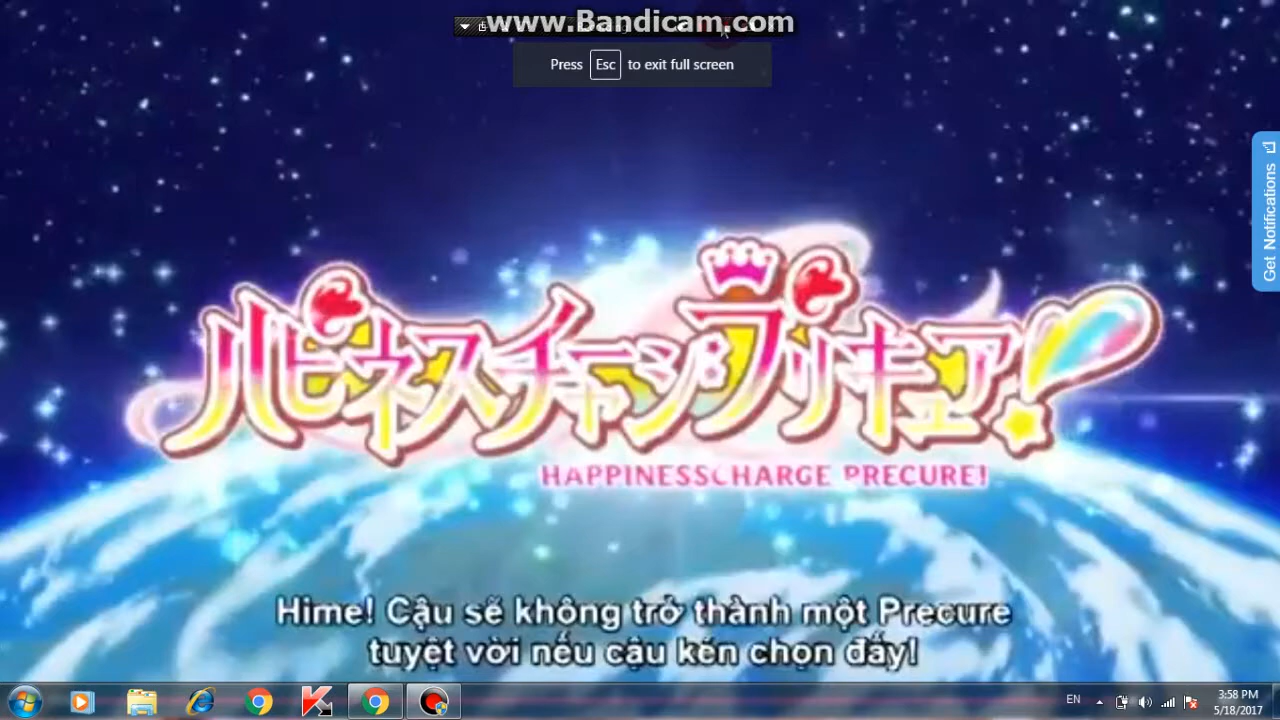 www.Bandicam.com
Press Esc to exit full screen
Get Notifications
ハピネスチャージプリキュア!
HAPPINESSCHARGE PRECURE!
Hime! Cậu sẽ không trở thành một Precure
tuyệt vời nếu cậu kén chọn đấy!
EN
3:58 PM
5/18/2017